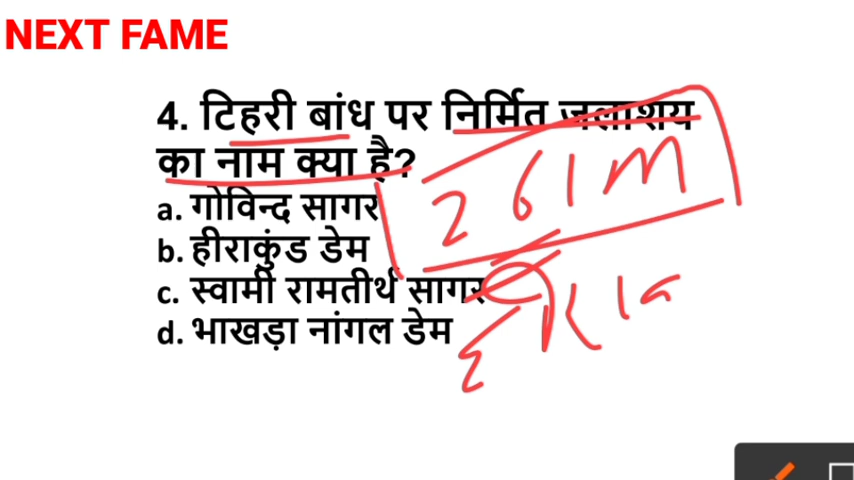 NEXT FAME
4. टिहरी बांध पर निर्मित जलाशय
का नाम क्या है?
261m
a. गोविन्द सागर
b. हीराकुंड डेम
c. स्वामी रामतीर्थ सागर
d. भाखड़ा नांगल डेम